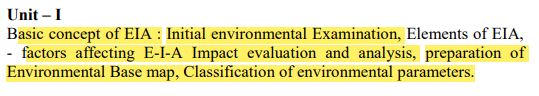 Unit – I
Basic concept of EIA : Initial environmental Examination, Elements of EIA,
- factors affecting E-I-A Impact evaluation and analysis, preparation of
Environmental Base map, Classification of environmental parameters.